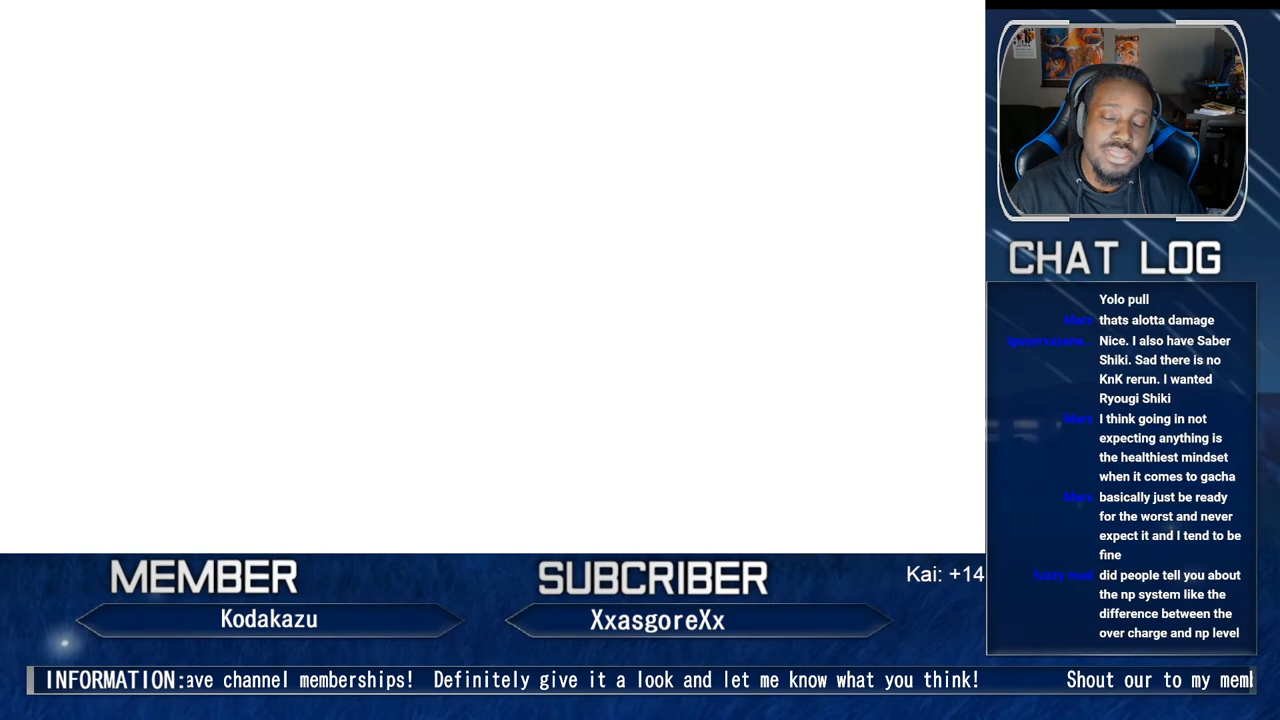 CHAT LOG
Yolo pull
Mars thats alotta damage
Nice. I also have Saber
Shiki. Sad there is no
KnK rerun. I wanted
Ryougi Shiki
Mars I think going in not
expecting anything is
the healthiest mindset
when it comes to gacha
Mars basically just be ready
for the worst and never
expect it and I tend to be
fine
did people tell you about
the np system like the
difference between the
over charge and np level
MEMBER
Kodakazu
SUBCRIBER
XxasgoreXx
Kai: +14
INFORMATION:ave channel memberships! Definitely give it a look and let me know what you think! Shout our to my mem